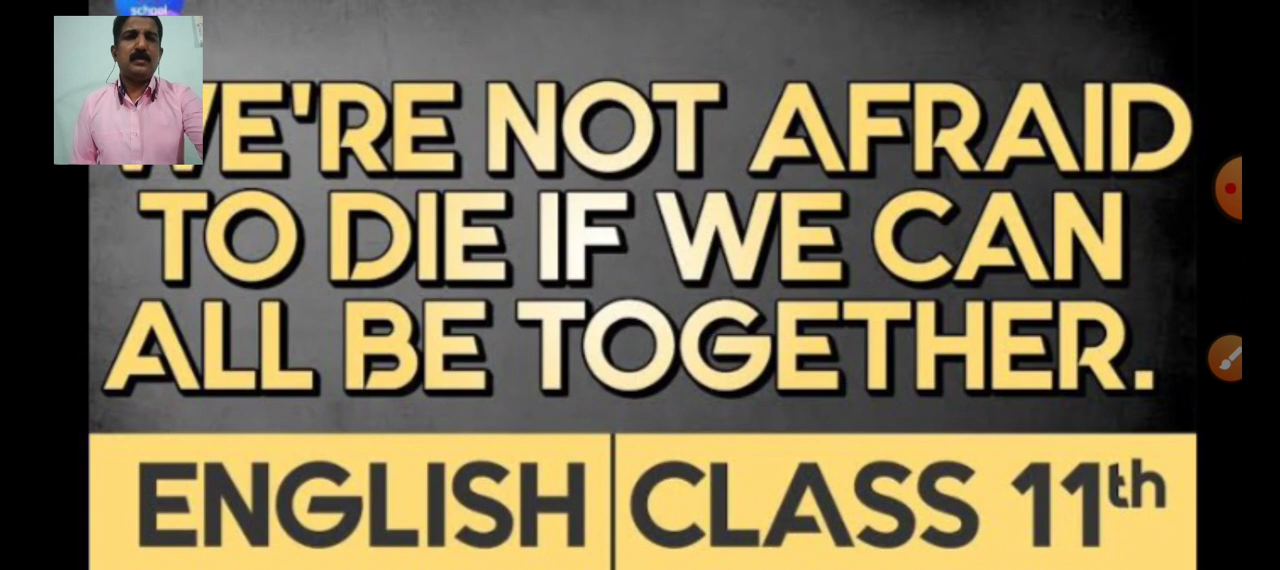 school
WE'RE NOT AFRAID
TO DIE IF WE CAN
ALL BE TOGETHER.
ENGLISH CLASS 11th